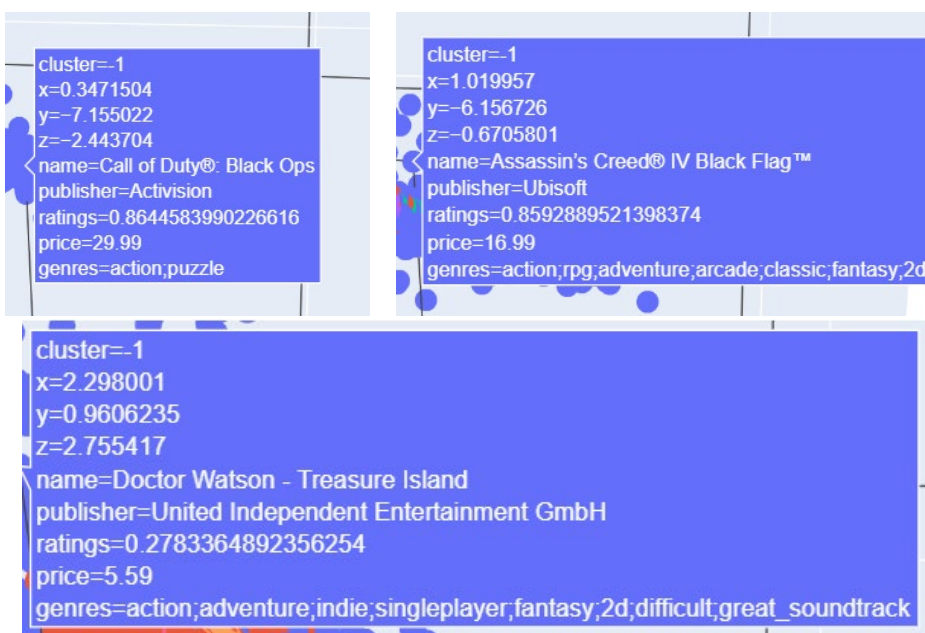 cluster=-1
x=0.3471504
y=−7.155022
z=−2.443704
name=Call of Duty®: Black Ops
publisher=Activision
ratings=0.8644583990226616
price=29.99
genres=action;puzzle
cluster=-1
x=1.019957
y=−6.156726
z=−0.6705801
name=Assassin’s Creed® IV Black Flag™
publisher=Ubisoft
ratings=0.8592889521398374
price=16.99
genres=action;rpg;adventure;arcade;classic;fantasy;2d
cluster=-1
x=2.298001
y=0.9606235
z=2.755417
name=Doctor Watson - Treasure Island
publisher=United Independent Entertainment GmbH
ratings=0.2783364892356254
price=5.59
genres=action;adventure;indie;singleplayer;fantasy;2d;difficult;great_soundtrack